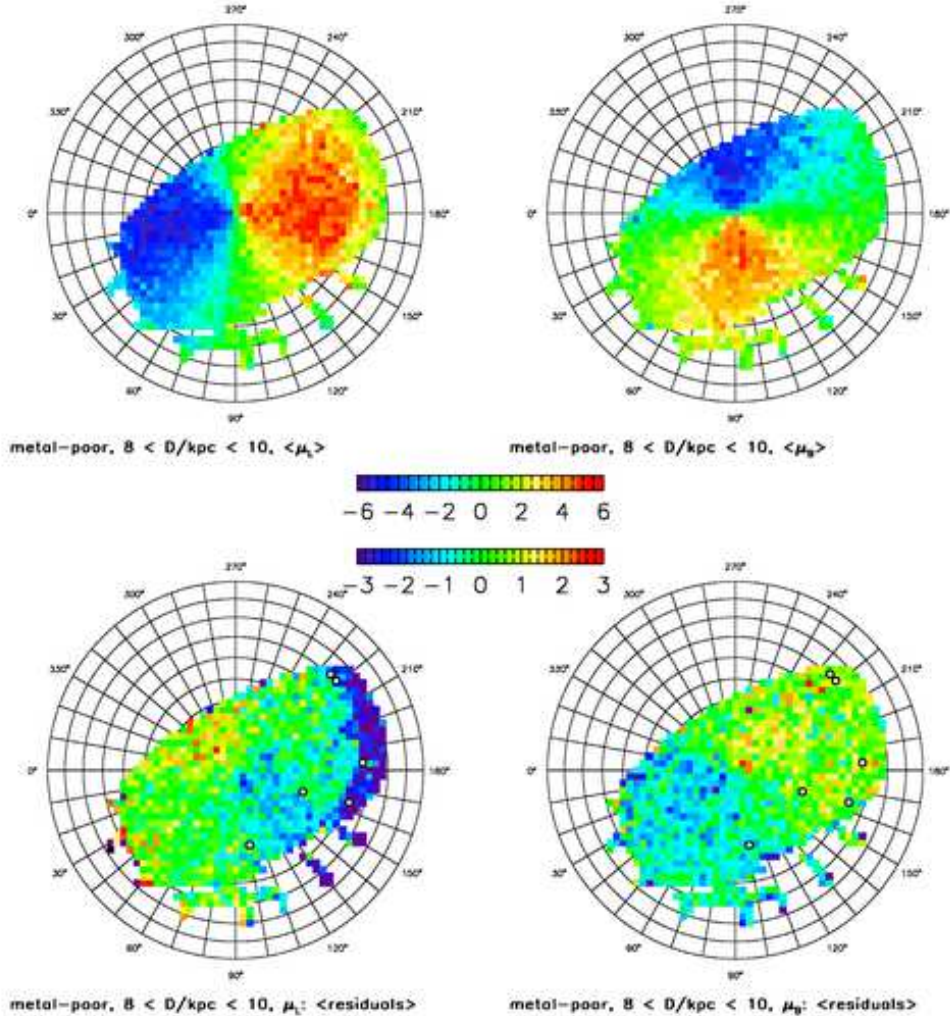 270° 270°
300° 240° 300° 240°
330° 210° 330° 210°
0° 180° 0° 180°
30° 150° 30° 150°
60° 120° 60° 120°
90° 90°
metal-poor, 8 < D/kpc < 10, <μ_L> metal-poor, 8 < D/kpc < 10, <μ_B>
-6 -4 -2 0 2 4 6
-3 -2 -1 0 1 2 3
270° 270°
300° 240° 300° 240°
330° 210° 330° 210°
0° 180° 0° 180°
30° 150° 30° 150°
60° 120° 60° 120°
90° 90°
metal-poor, 8 < D/kpc < 10, μ_L: <residuals> metal-poor, 8 < D/kpc < 10, μ_B: <residuals>